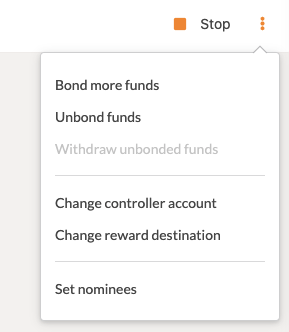 Stop
Bond more funds
Unbond funds
Withdraw unbonded funds
Change controller account
Change reward destination
Set nominees